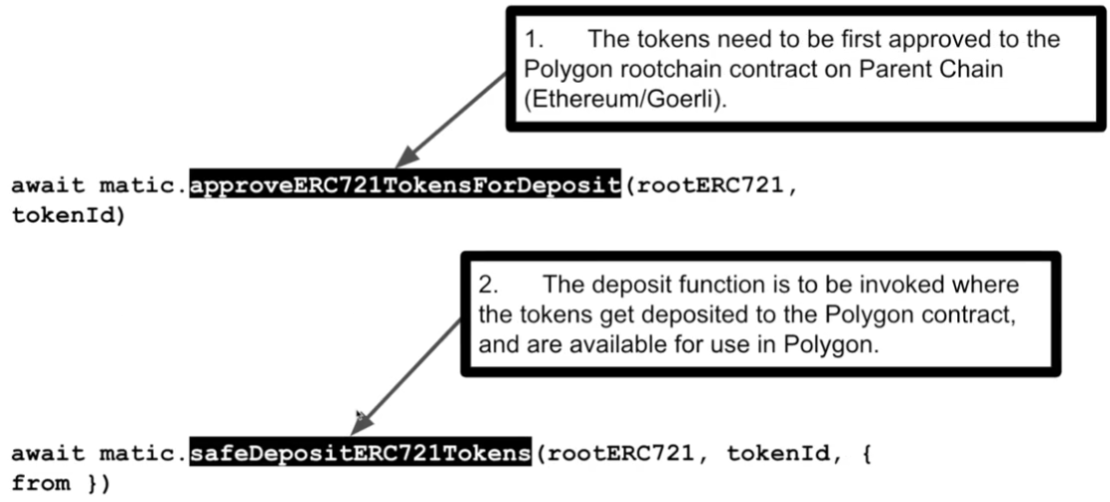 1. The tokens need to be first approved to the
Polygon rootchain contract on Parent Chain
(Ethereum/Goerli).
await matic.approveERC721TokensForDeposit(rootERC721,
tokenId)
2. The deposit function is to be invoked where
the tokens get deposited to the Polygon contract,
and are available for use in Polygon.
await matic.safeDepositERC721Tokens(rootERC721, tokenId, {
from })